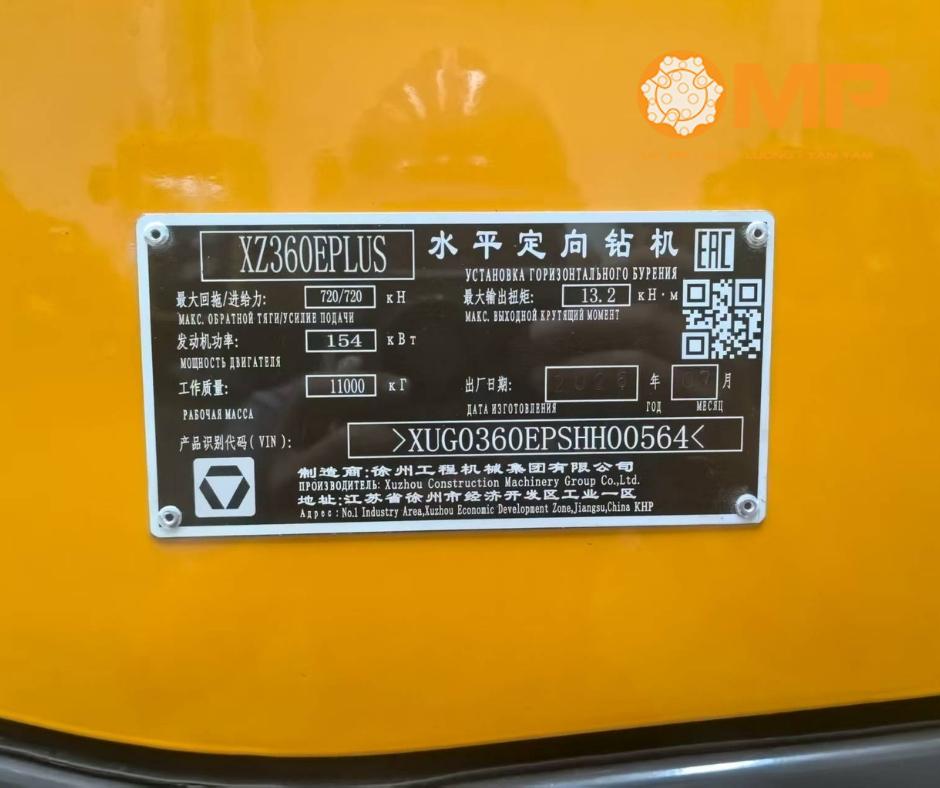 MP
XZ360EPLUS
水平定向钻机
EAC
УСТАНОВКА ГОРИЗОНТАЛЬНОГО БУРЕНИЯ
最大回拖/进给力: 720/720 кН
最大输出扭矩: 13.2 кН·м
МАКС. ОБРАТНОЙ ТЯГИ/УСИЛИЕ ПОДАЧИ
МАКС. ВЫХОДНОЙ КРУТЯЩИЙ МОМЕНТ
发动机功率: 154 кВт
МОЩНОСТЬ ДВИГАТЕЛЯ
工作质量: 11000 кГ
出厂日期: 年 07 月
РАБОЧАЯ МАССА
ДАТА ИЗГОТОВЛЕНИЯ ГОД МЕСЯЦ
产品识别代码(VIN): >XUG0360EPSHH00564<
制造商:徐州工程机械集团有限公司
ПРОИЗВОДИТЕЛЬ: Xuzhou Construction Machinery Group Co.,Ltd.
地址:江苏省徐州市经济开发区工业一区
Адрес: No.1 Industry Area,Xuzhou Economic Development Zone,Jiangsu,China КНР